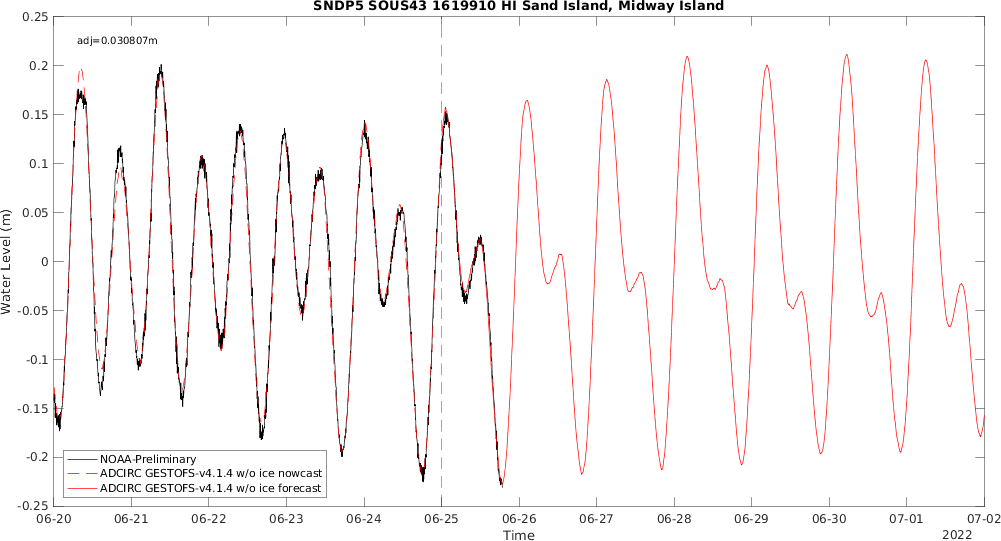 SNDP5 SOUS43 1619910 HI Sand Island, Midway Island
adj=0.030807m
0.25
0.2
0.15
0.1
0.05
0
-0.05
-0.1
-0.15
-0.2
-0.25
Water Level (m)
NOAA-Preliminary
ADCIRC GESTOFS-v4.1.4 w/o ice nowcast
ADCIRC GESTOFS-v4.1.4 w/o ice forecast
06-20 06-21 06-22 06-23 06-24 06-25 06-26 06-27 06-28 06-29 06-30 07-01 07-02
Time
2022